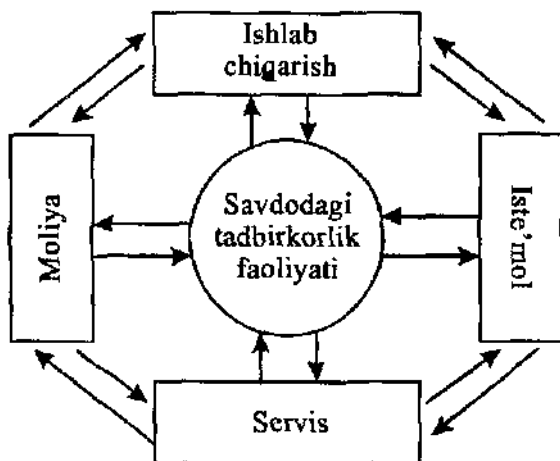 Ishlab
chiqarish
Moliya
Savdodagi
tadbirkorlik
faoliyati
Iste’mol
Servis